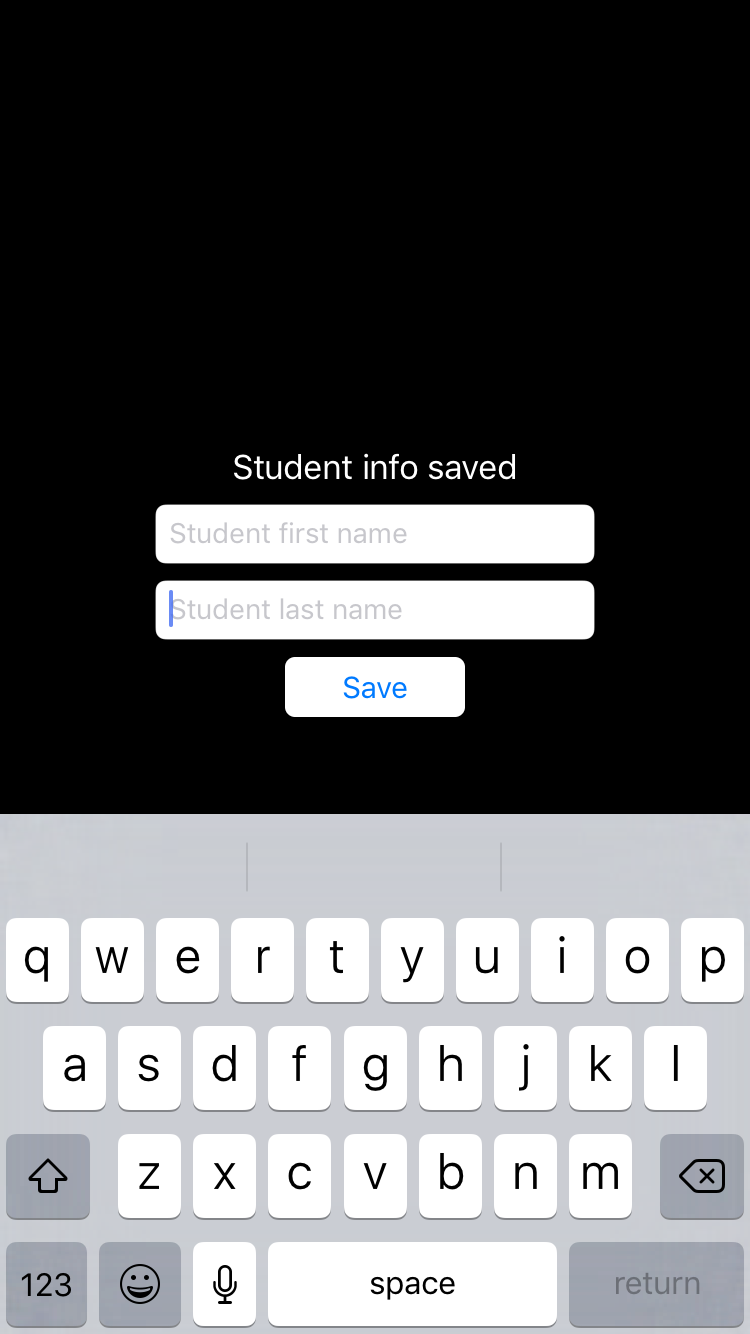 Student info saved
Student first name
Student last name
Save
q w e r t y u i o p
a s d f g h j k l
z x c v b n m
123 space return